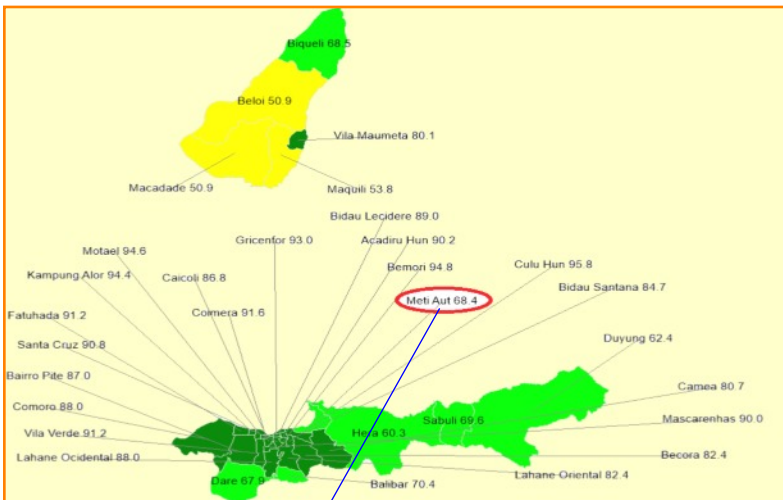 Biqueli 68.5
Beloi 50.9
Vila Maumeta 80.1
Macadade 50.9
Maquili 53.8
Bidau Lecidere 89.0
Gricenfor 93.0
Acadiru Hun 90.2
Motael 94.6
Bemori 94.8
Culu Hun 95.8
Kampung Alor 94.4
Caicoli 86.8
Bidau Santana 84.7
Meti Aut 68.4
Coimera 91.6
Fatuhada 91.2
Duyung 62.4
Santa Cruz 90.8
Bairro Pite 87.0
Camea 80.7
Comoro 88.0
Sabuli 69.6
Mascarenhas 90.0
Vila Verde 91.2
Hera 60.3
Becora 82.4
Lahane Ocidental 88.0
Lahane Oriental 82.4
Dare 67.9
Balibar 70.4